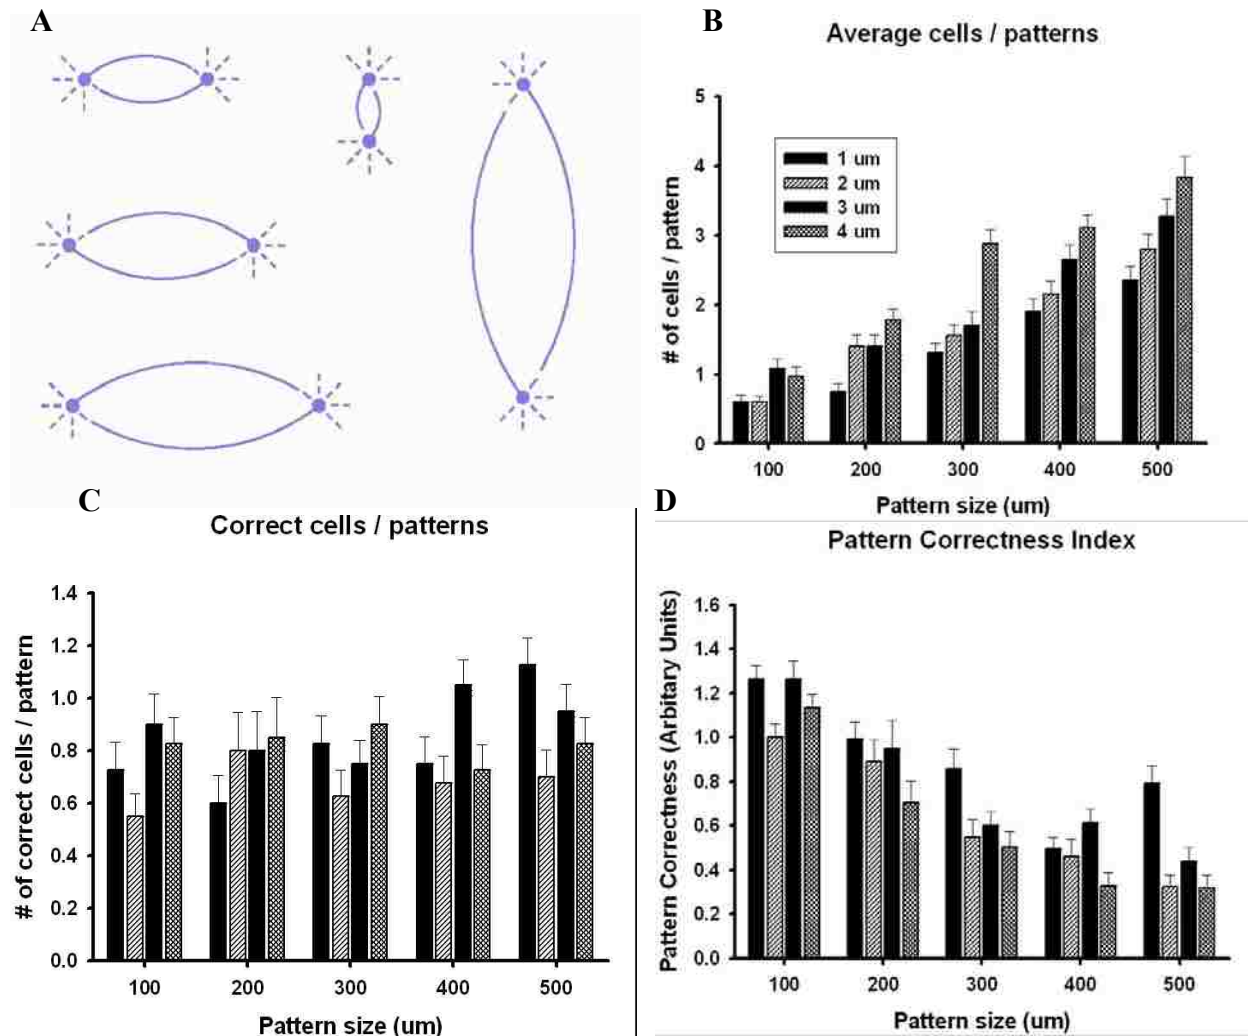 A
B
Average cells / patterns
# of cells / pattern
5
4
3
2
1
0
1 um
2 um
3 um
4 um
100 200 300 400 500
Pattern size (um)
C
Correct cells / patterns
# of correct cells / pattern
1.4
1.2
1.0
0.8
0.6
0.4
0.2
0.0
100 200 300 400 500
Pattern size (um)
D
Pattern Correctness Index
Pattern Correctness (Arbitary Units)
1.6
1.4
1.2
1.0
0.8
0.6
0.4
0.2
0.0
100 200 300 400 500
Pattern size (um)